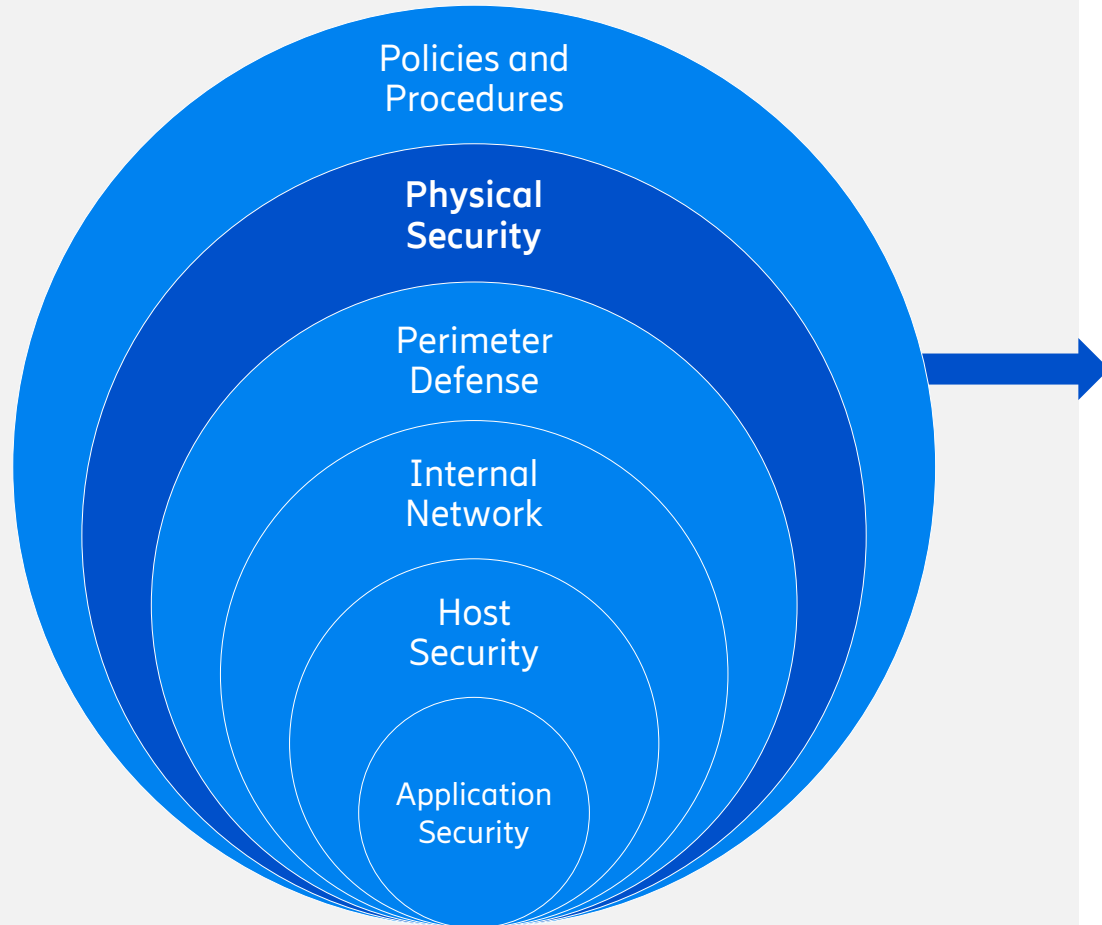 Policies and
Procedures
Physical
Security
Perimeter
Defense
Internal
Network
Host
Security
Application
Security